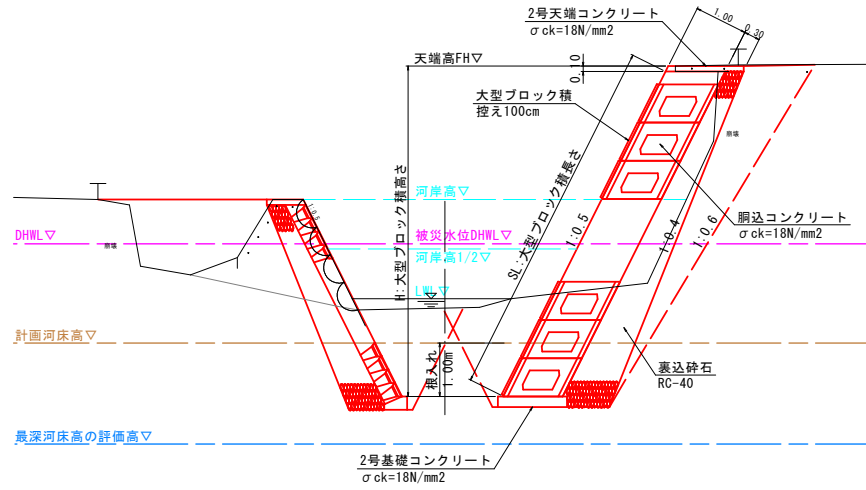 2号天端コンクリート
σck=18N/mm2
1.00
0.30
天端高FH▽
0.10
大型ブロック積
控え100cm
崩壊
SL:大型ブロック積長さ
H:大型ブロック積高さ
河岸高▽
1:0.5
1:0.5
1:0.4
1:0.6
胴込コンクリート
σck=18N/mm2
DHWL▽
崩壊
被災水位DHWL▽
河岸高1/2▽
LWL▽
計画河床高▽
根入れ
1.00m
裏込砕石
RC-40
最深河床高の評価高▽
2号基礎コンクリート
σck=18N/mm2